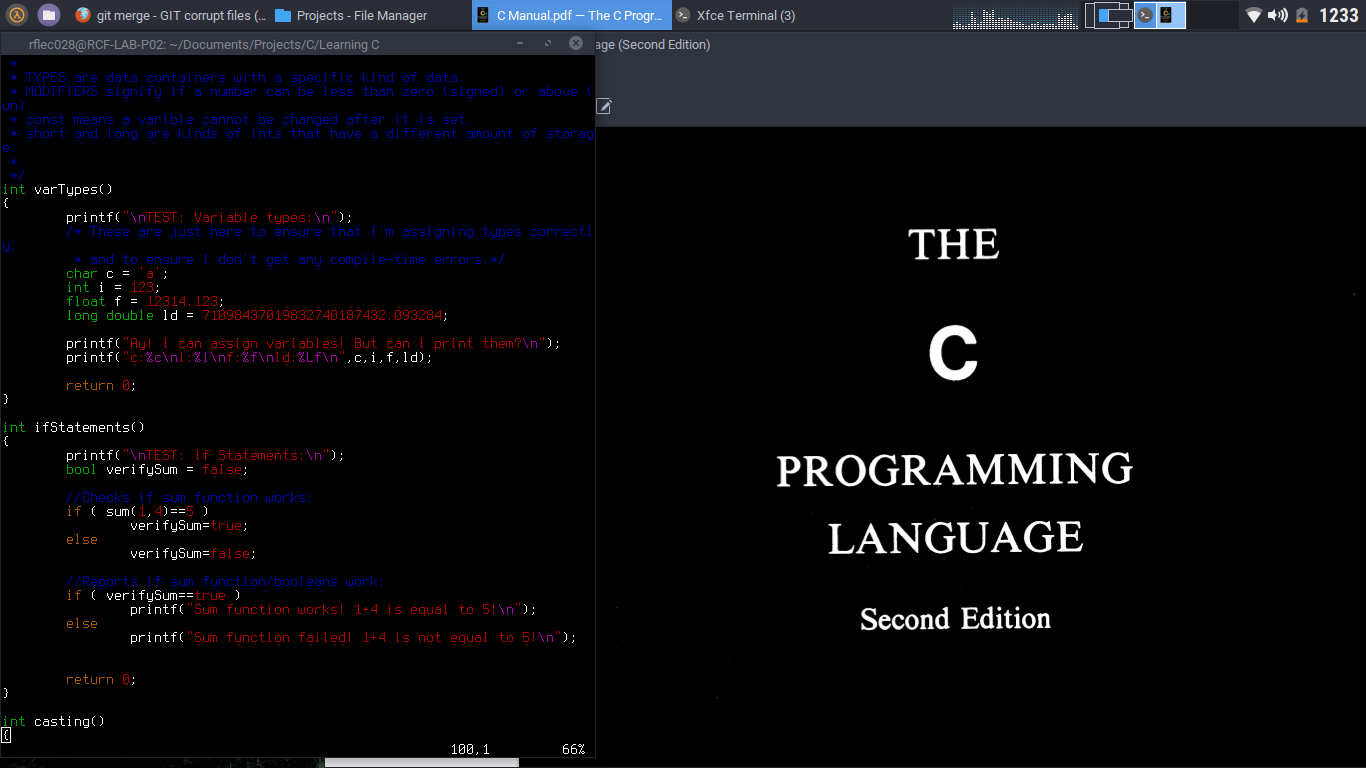 git merge - GIT corrupt files (...
Projects - File Manager
C Manual.pdf — The C Progr...
Xfce Terminal (3)
1233
rflec028@RCF-LAB-P02: ~/Documents/Projects/C/Learning C
age (Second Edition)
*
* TYPES are data containers with a specific kind of data.
* MODIFIERS signify if a number can be less than zero (signed) or above (
un)
* const means a varible cannot be changed after it is set.
* short and long are kinds of ints that have a different amount of storag
e.
*
*/
int varTypes()
{
printf("\nTEST: Variable types:\n");
/* These are just here to ensure that I'm assigning types correctl
y,
* and to ensure I don't get any compile-time errors.*/
char c = 'a';
int i = 123;
float f = 12314.123;
long double ld = 71098437019832740187432.093284;
printf("Ay! I can assign variables! But can I print them?\n");
printf("c:%c\ni:%i\nf:%f\nld:%Lf\n",c,i,f,ld);
return 0;
}
int ifStatements()
{
printf("\nTEST: If Statements:\n");
bool verifySum = false;
//Checks if sum function works:
if ( sum(1,4)==5 )
verifySum=true;
else
verifySum=false;
//Reports if sum function/booleans work:
if ( verifySum==true )
printf("Sum function works! 1+4 is equal to 5!\n");
else
printf("Sum function failed! 1+4 is not equal to 5!\n");
return 0;
}
int casting()
{
100,1
66%
THE
C
PROGRAMMING
LANGUAGE
Second Edition